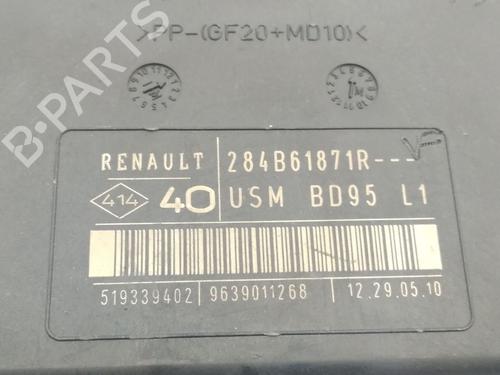 >PP-(GF20+MD10)<
B-PARTS
RENAULT 284B61871R---
414 40 USM BD95 L1
519339402 9639011268 12.29.05.10